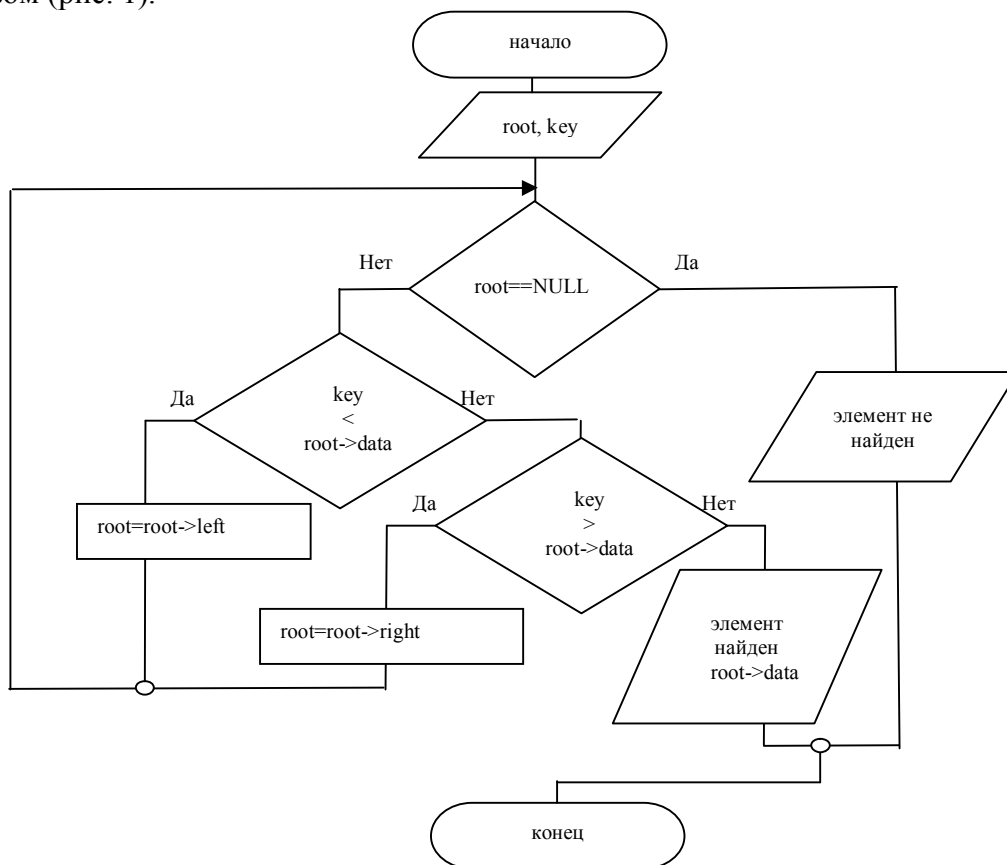 (рис. 1).
начало
root, key
Нет
Да
root==NULL
Да
key
<
root->data
Нет
элемент не
найден
root=root->left
Да
key
>
root->data
Нет
root=root->right
элемент
найден
root->data
конец